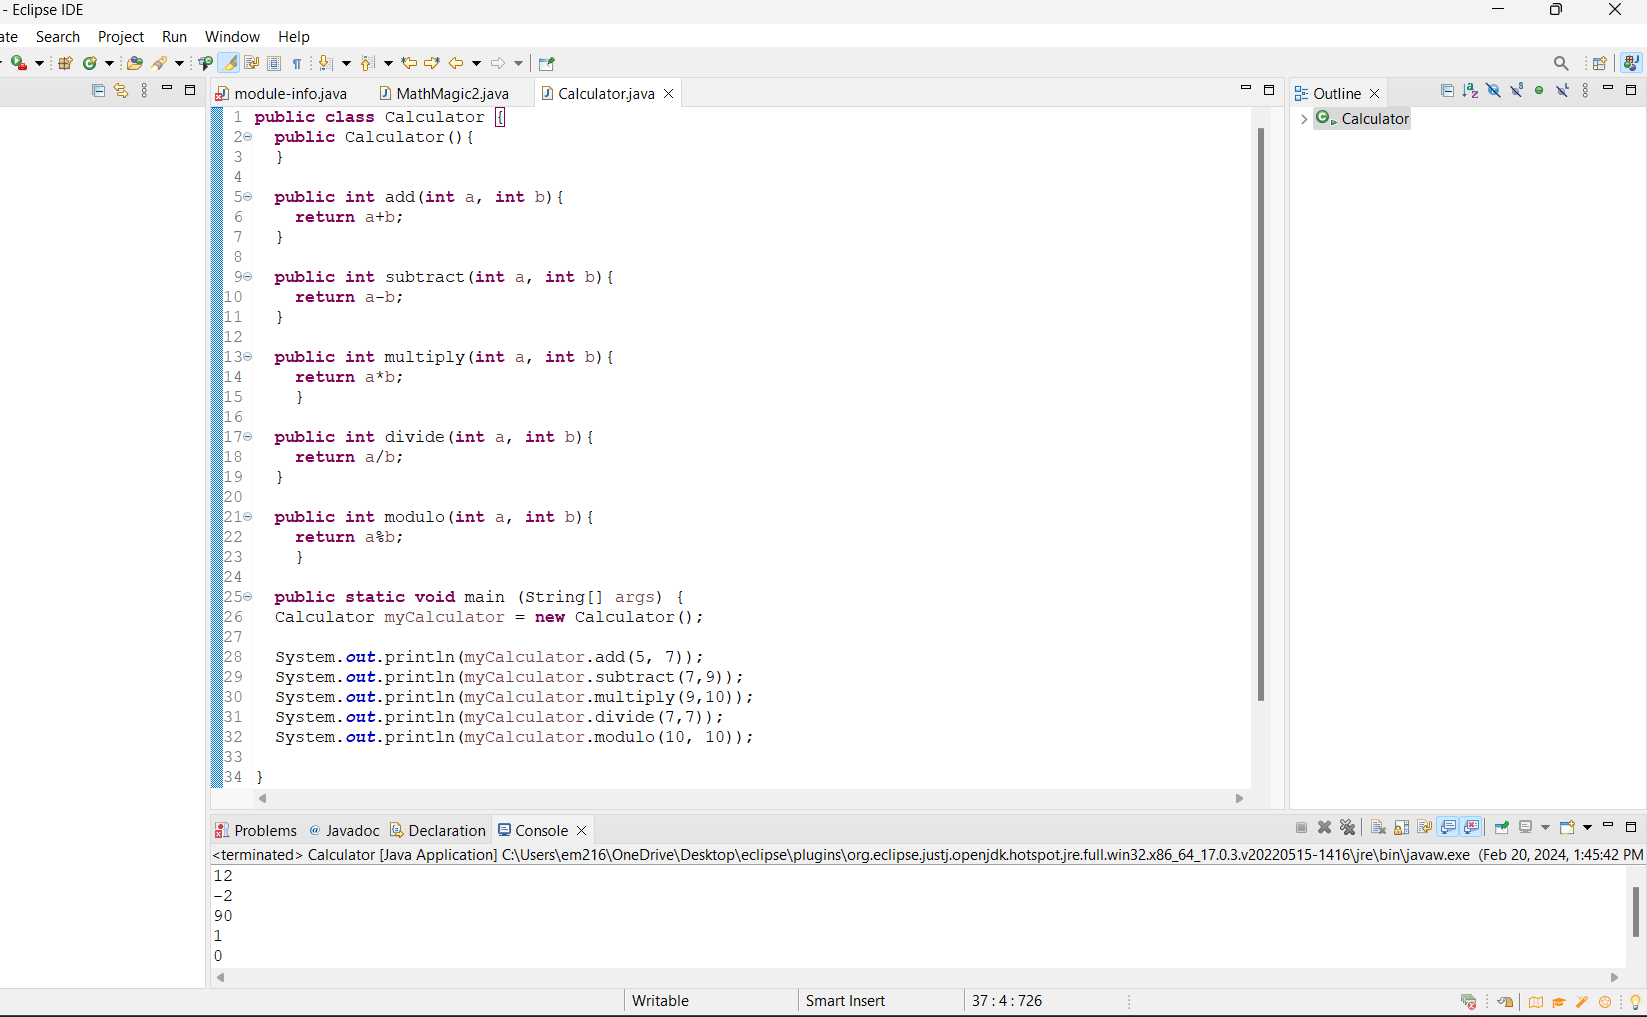 - Eclipse IDE
ate Search Project Run Window Help
module-info.java MathMagic2.java Calculator.java
Outline
Calculator
1 public class Calculator {
2 public Calculator(){
3 }
4
5 public int add(int a, int b){
6 return a+b;
7 }
8
9 public int subtract(int a, int b){
10 return a-b;
11 }
12
13 public int multiply(int a, int b){
14 return a*b;
15 }
16
17 public int divide(int a, int b){
18 return a/b;
19 }
20
21 public int modulo(int a, int b){
22 return a%b;
23 }
24
25 public static void main (String[] args) {
26 Calculator myCalculator = new Calculator();
27
28 System.out.println(myCalculator.add(5, 7));
29 System.out.println(myCalculator.subtract(7,9));
30 System.out.println(myCalculator.multiply(9,10));
31 System.out.println(myCalculator.divide(7,7));
32 System.out.println(myCalculator.modulo(10, 10));
33
34 }
Problems @ Javadoc Declaration Console
<terminated> Calculator [Java Application] C:\Users\em216\OneDrive\Desktop\eclipse\plugins\org.eclipse.justj.openjdk.hotspot.jre.full.win32.x86_64_17.0.3.v20220515-1416\jre\bin\javaw.exe (Feb 20, 2024, 1:45:42 PM
12
-2
90
1
0
Writable Smart Insert 37 : 4 : 726